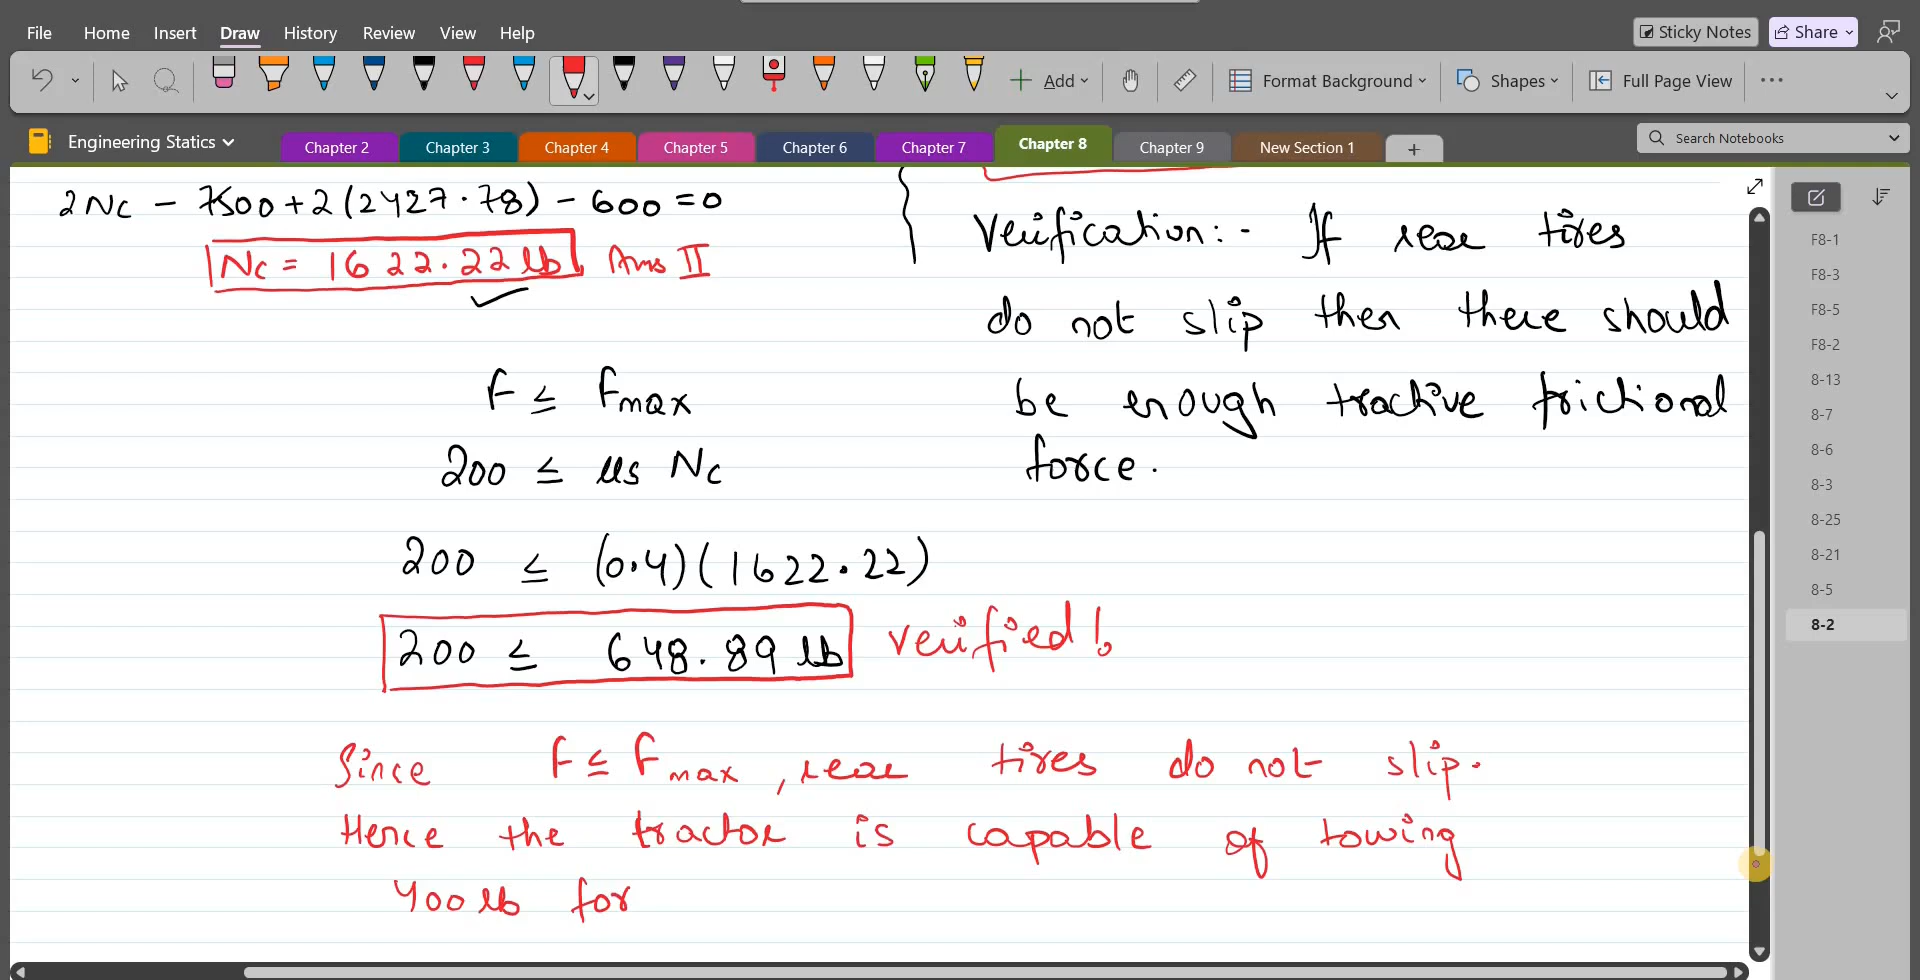 File Home Insert Draw History Review View Help
Sticky Notes Share
Add Format Background Shapes Full Page View
Engineering Statics
Chapter 2 Chapter 3 Chapter 4 Chapter 5 Chapter 6 Chapter 7 Chapter 8 Chapter 9 New Section 1 +
Search Notebooks
2Nc - 7500 + 2(2427.78) - 600 = 0
Nc = 1622.22 lb Ans II
F ≤ Fmax
200 ≤ μs Nc
200 ≤ (0.4)(1622.22)
200 ≤ 648.89 lb verified!
Verification:- If rear tires
do not slip then there should
be enough tractive frictional
force.
Since F ≤ Fmax, rear tires do not slip.
Hence the tractor is capable of towing
400 lb for
F8-1
F8-3
F8-5
F8-2
8-13
8-7
8-6
8-3
8-25
8-21
8-5
8-2